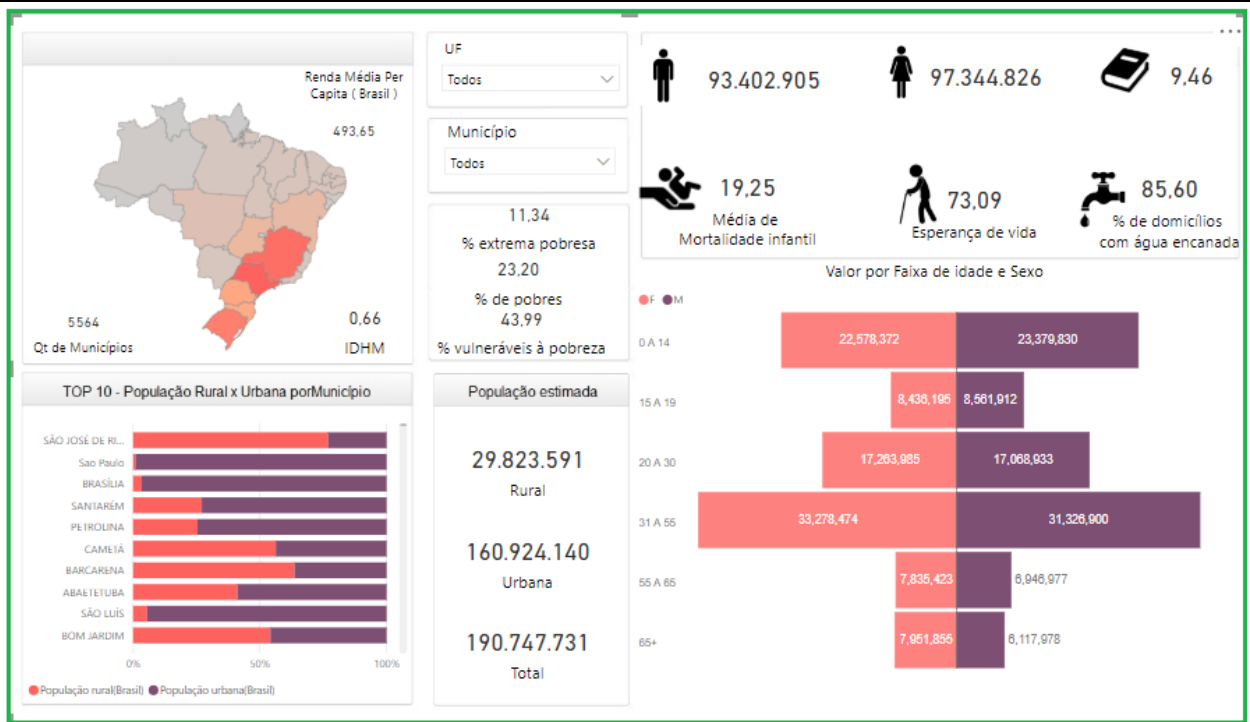 Renda Média Per
Capita ( Brasil )
493,65
5564
Qt de Municípios
0,66
IDHM
UF
Todos
Município
Todos
11,34
% extrema pobresa
23,20
% de pobres
43,99
% vulneráveis à pobreza
93.402.905
97.344.826
9,46
19,25
Média de
Mortalidade infantil
73,09
Esperança de vida
85,60
% de domicílios
com água encanada
TOP 10 - População Rural x Urbana porMunicípio
SÃO JOSÉ DE RI...
Sao Paulo
BRASÍLIA
SANTARÉM
PETROLINA
CAMETÁ
BARCARENA
ABAETETUBA
SÃO LUÍS
BOM JARDIM
0%
50%
100%
População rural(Brasil)
População urbana(Brasil)
População estimada
29.823.591
Rural
160.924.140
Urbana
190.747.731
Total
Valor por Faixa de idade e Sexo
F
M
0 A 14
22,578,372
23,379,830
15 A 19
8,436,195
8,561,912
20 A 30
17,263,985
17,068,933
31 A 55
33,278,474
31,326,900
55 A 65
7,835,423
6,946,977
65+
7,951,855
6,117,978